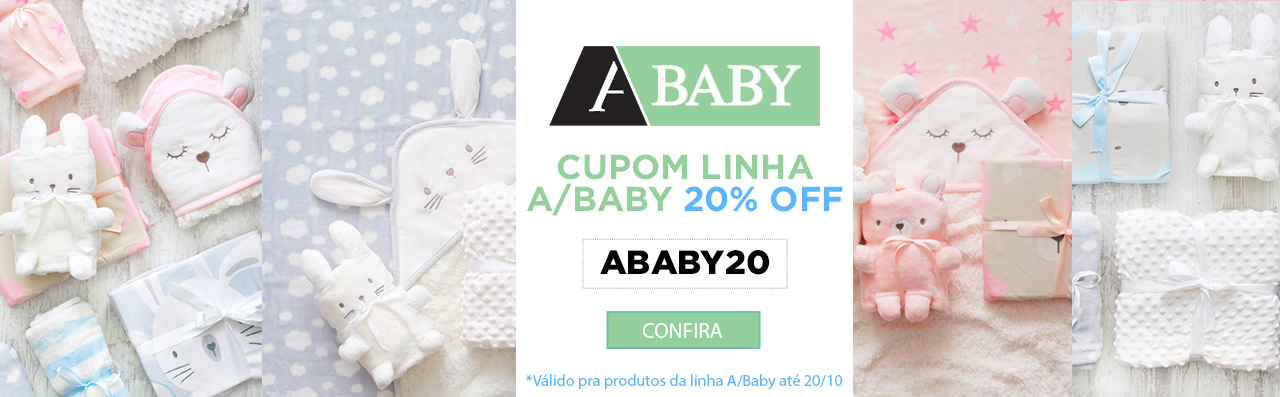 A BABY
CUPOM LINHA
A/BABY 20% OFF
ABABY20
CONFIRA
*Válido pra produtos da linha A/Baby até 20/10